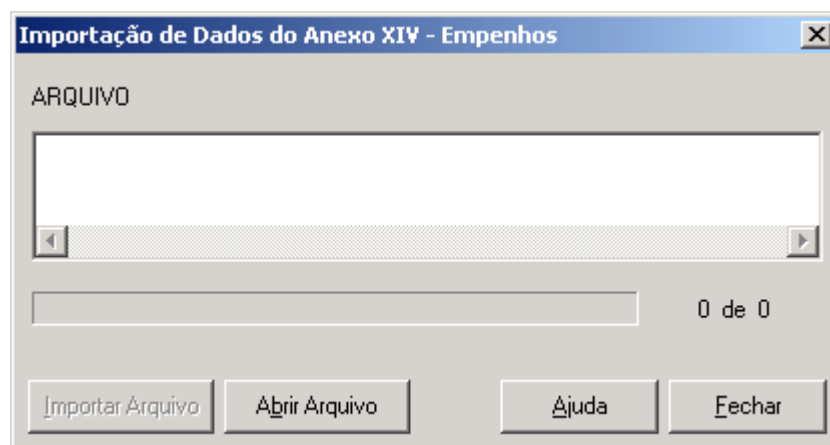 Importação de Dados do Anexo XIV - Empenhos
ARQUIVO
0 de 0
Importar Arquivo Abrir Arquivo Ajuda Fechar